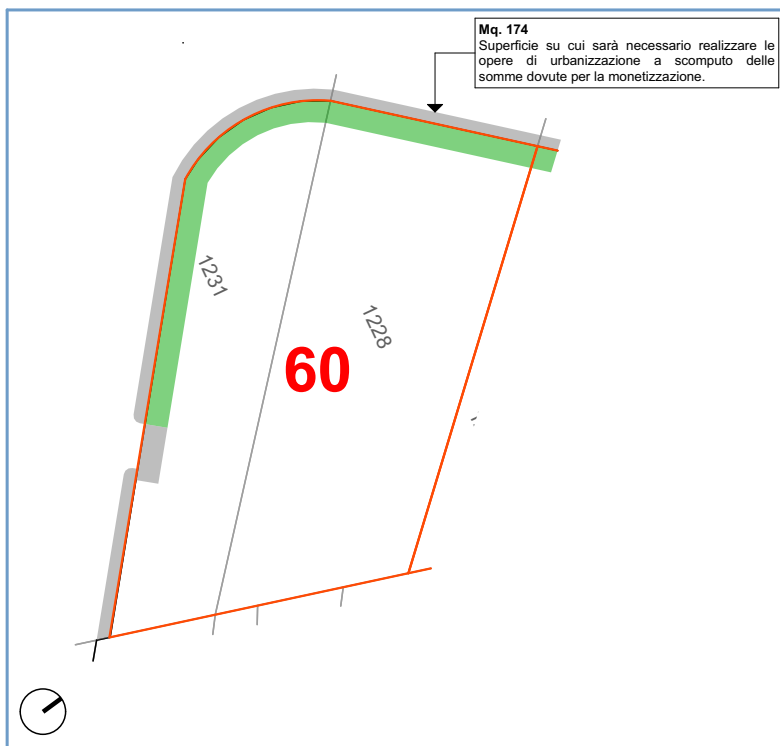 Mq. 174
Superficie su cui sarà necessario realizzare le
opere di urbanizzazione a scomputo delle
somme dovute per la monetizzazione.
1231
1228
60